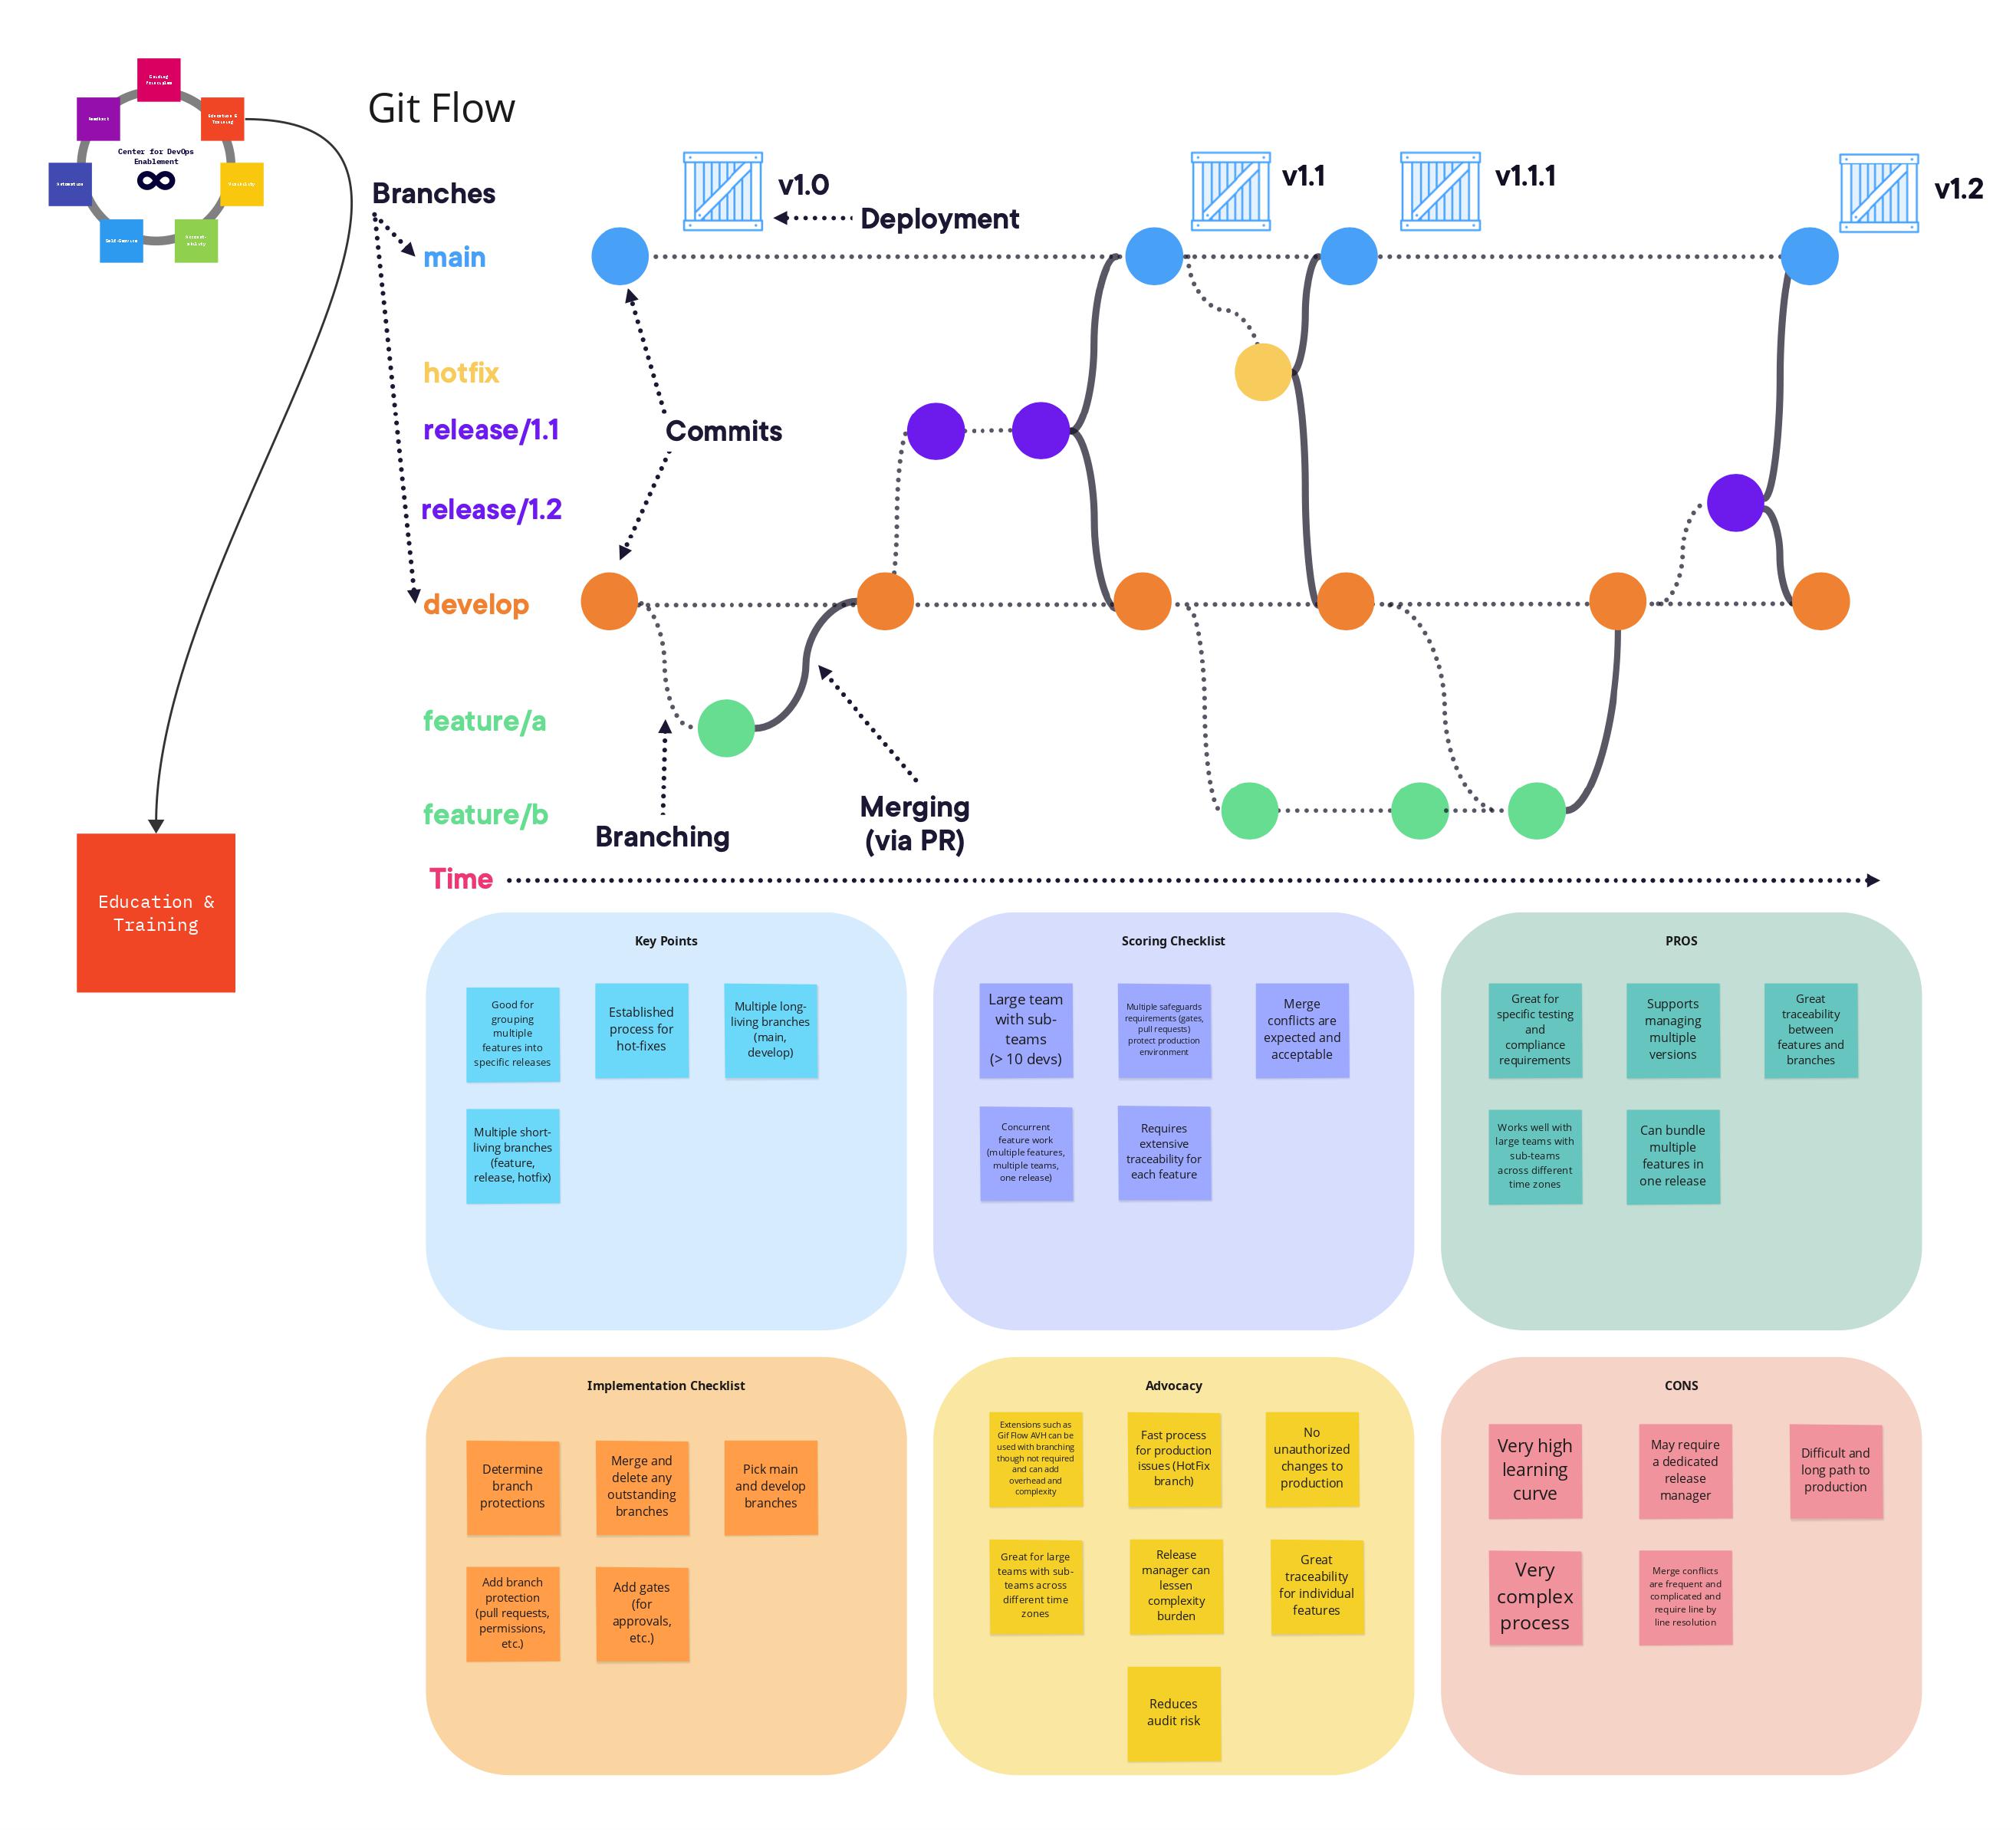 Guiding
Principles
Education &
Training
Center for DevOps
Enablement
Self-Service
Git Flow
Branches
v1.0
Deployment
v1.1
v1.1.1
v1.2
main
hotfix
release/1.1
Commits
release/1.2
develop
feature/a
feature/b
Branching
Merging
(via PR)
Time
Education &
Training
Key Points
Good for
grouping
multiple
features into
specific releases
Established
process for
hot-fixes
Multiple long-
living branches
(main,
develop)
Multiple short-
living branches
(feature,
release, hotfix)
Scoring Checklist
Large team
with sub-
teams
(> 10 devs)
Multiple safeguards
requirements (gates,
pull requests)
protect production
environment
Merge
conflicts are
expected and
acceptable
Concurrent
feature work
(multiple features,
multiple teams,
one release)
Requires
extensive
traceability for
each feature
PROS
Great for
specific testing
and
compliance
requirements
Supports
managing
multiple
versions
Great
traceability
between
features and
branches
Works well with
large teams with
sub-teams
across different
time zones
Can bundle
multiple
features in
one release
Implementation Checklist
Determine
branch
protections
Merge and
delete any
outstanding
branches
Pick main
and develop
branches
Add branch
protection
(pull requests,
permissions,
etc.)
Add gates
(for
approvals,
etc.)
Advocacy
Extensions such as
Gif Flow AVH can be
used with branching
though not required
and can add
overhead and
complexity
Fast process
for production
issues (HotFix
branch)
No
unauthorized
changes to
production
Great for large
teams with sub-
teams across
different time
zones
Release
manager can
lessen
complexity
burden
Great
traceability
for individual
features
Reduces
audit risk
CONS
Very high
learning
curve
May require
a dedicated
release
manager
Difficult and
long path to
production
Very
complex
process
Merge conflicts
are frequent and
complicated and
require line by
line resolution